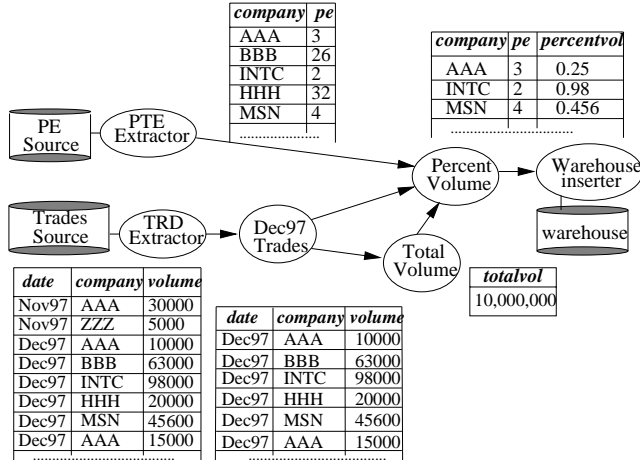 company pe
AAA 3
BBB 26
INTC 2
HHH 32
MSN 4
......................
company pe percentvol
AAA 3 0.25
INTC 2 0.98
MSN 4 0.456
......................
PE
Source
PTE
Extractor
Percent
Volume
Warehouse
inserter
warehouse
Trades
Source
TRD
Extractor
Dec97
Trades
Total
Volume
totalvol
10,000,000
date company volume
Nov97 AAA 30000
Nov97 ZZZ 5000
Dec97 AAA 10000
Dec97 BBB 63000
Dec97 INTC 98000
Dec97 HHH 20000
Dec97 MSN 45600
Dec97 AAA 15000
......................
date company volume
Dec97 AAA 10000
Dec97 BBB 63000
Dec97 INTC 98000
Dec97 HHH 20000
Dec97 MSN 45600
Dec97 AAA 15000
......................